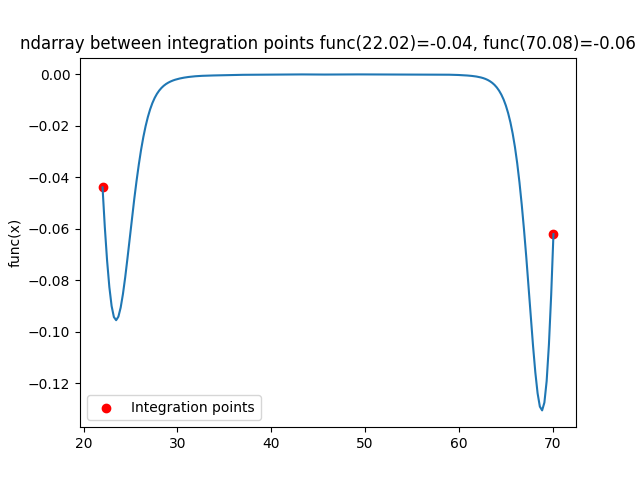 ndarray between integration points func(22.02)=-0.04, func(70.08)=-0.06
func(x)
0.00
−0.02
−0.04
−0.06
−0.08
−0.10
−0.12
Integration points
20 30 40 50 60 70